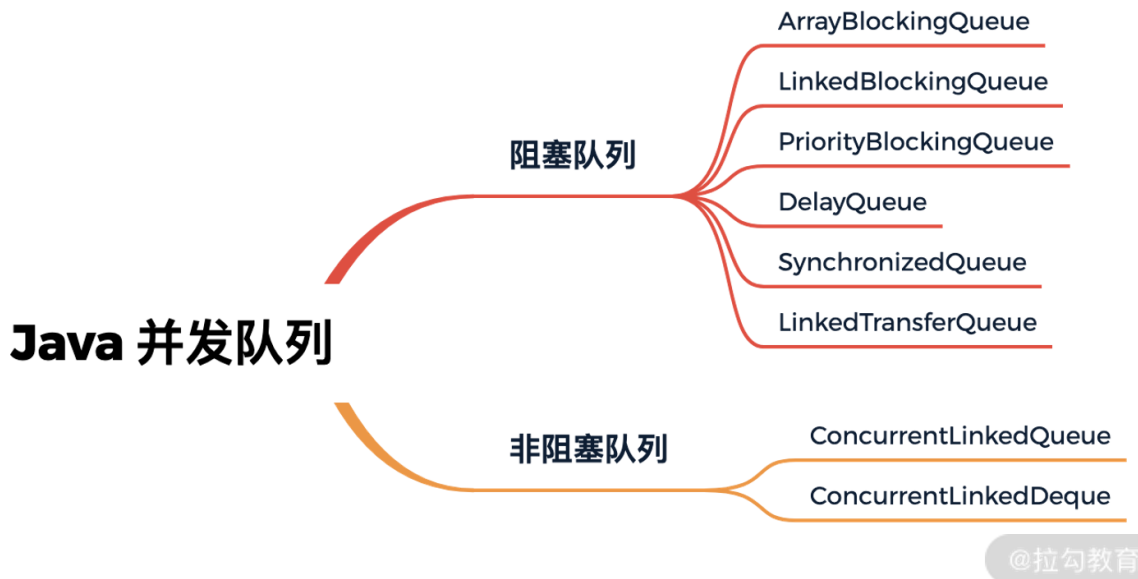 Java 并发队列
阻塞队列
ArrayBlockingQueue
LinkedBlockingQueue
PriorityBlockingQueue
DelayQueue
SynchronizedQueue
LinkedTransferQueue
非阻塞队列
ConcurrentLinkedQueue
ConcurrentLinkedDeque
@拉勾教育